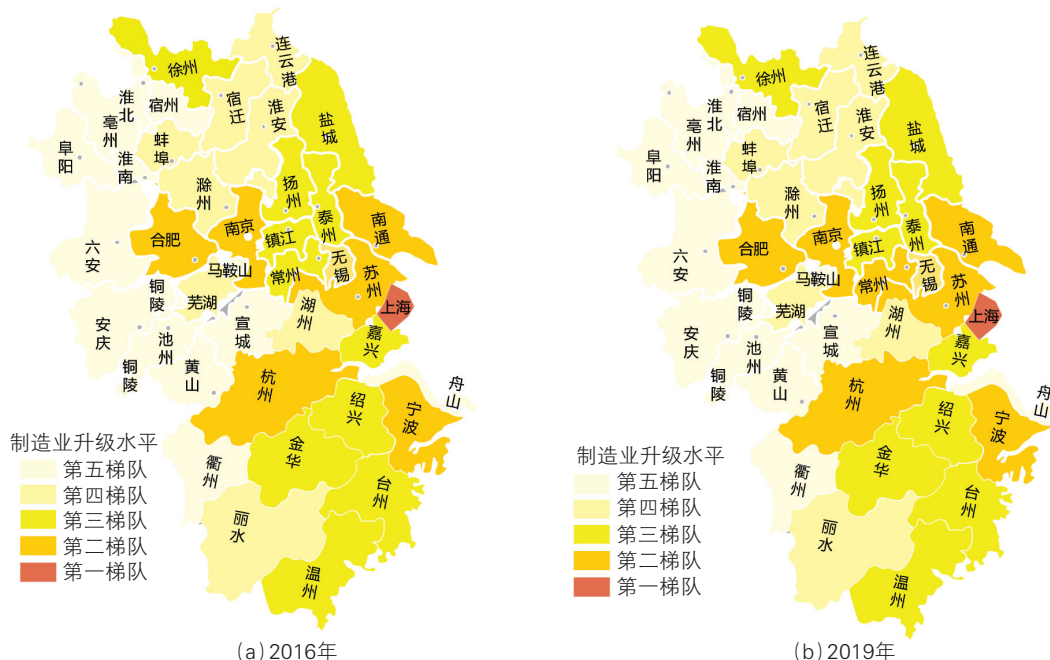 连云港
徐州
宿迁
淮安
淮北
宿州
亳州
盐城
阜阳
蚌埠
淮南
扬州
滁州
泰州
南通
南京
合肥
镇江
六安
马鞍山
常州
无锡
苏州
铜陵
芜湖
上海
湖州
宣城
安庆
池州
嘉兴
铜陵
黄山
杭州
舟山
绍兴
宁波
金华
衢州
台州
丽水
温州
制造业升级水平
第五梯队
第四梯队
第三梯队
第二梯队
第一梯队
(a)2016年
连云港
徐州
宿迁
淮安
淮北
宿州
亳州
盐城
阜阳
蚌埠
淮南
扬州
滁州
泰州
南通
南京
合肥
镇江
六安
马鞍山
常州
无锡
苏州
铜陵
芜湖
上海
湖州
宣城
安庆
池州
嘉兴
铜陵
黄山
杭州
舟山
绍兴
宁波
金华
衢州
台州
丽水
温州
制造业升级水平
第五梯队
第四梯队
第三梯队
第二梯队
第一梯队
(b)2019年